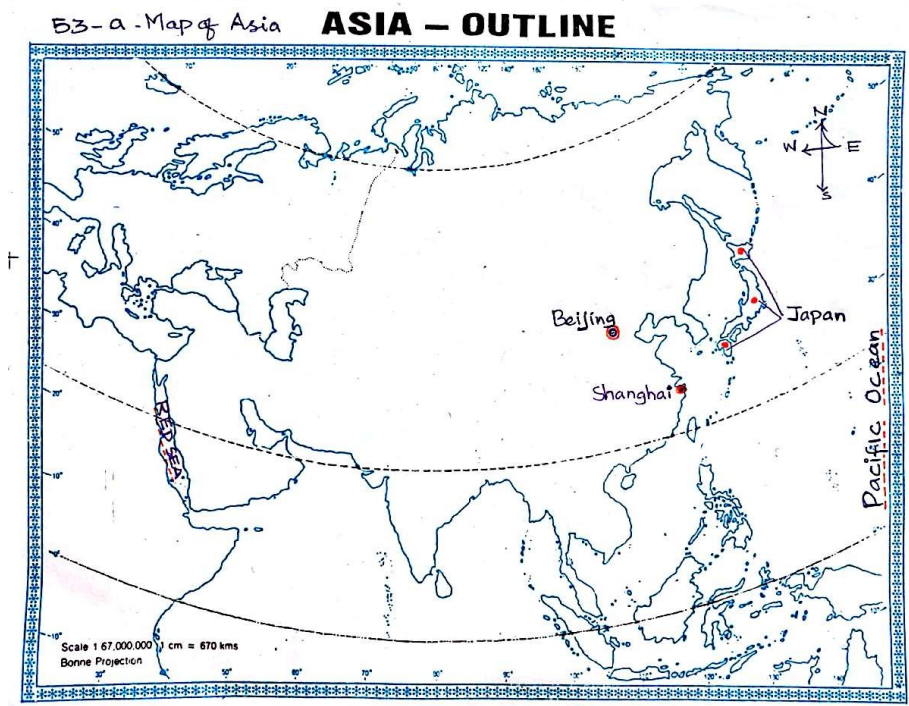 53-a-Map of Asia
ASIA – OUTLINE
N
W E
S
Beijing
Japan
Shanghai
Pacific Ocean
RED SEA
Scale 1 67,000,000 1 cm = 670 kms
Bonne Projection